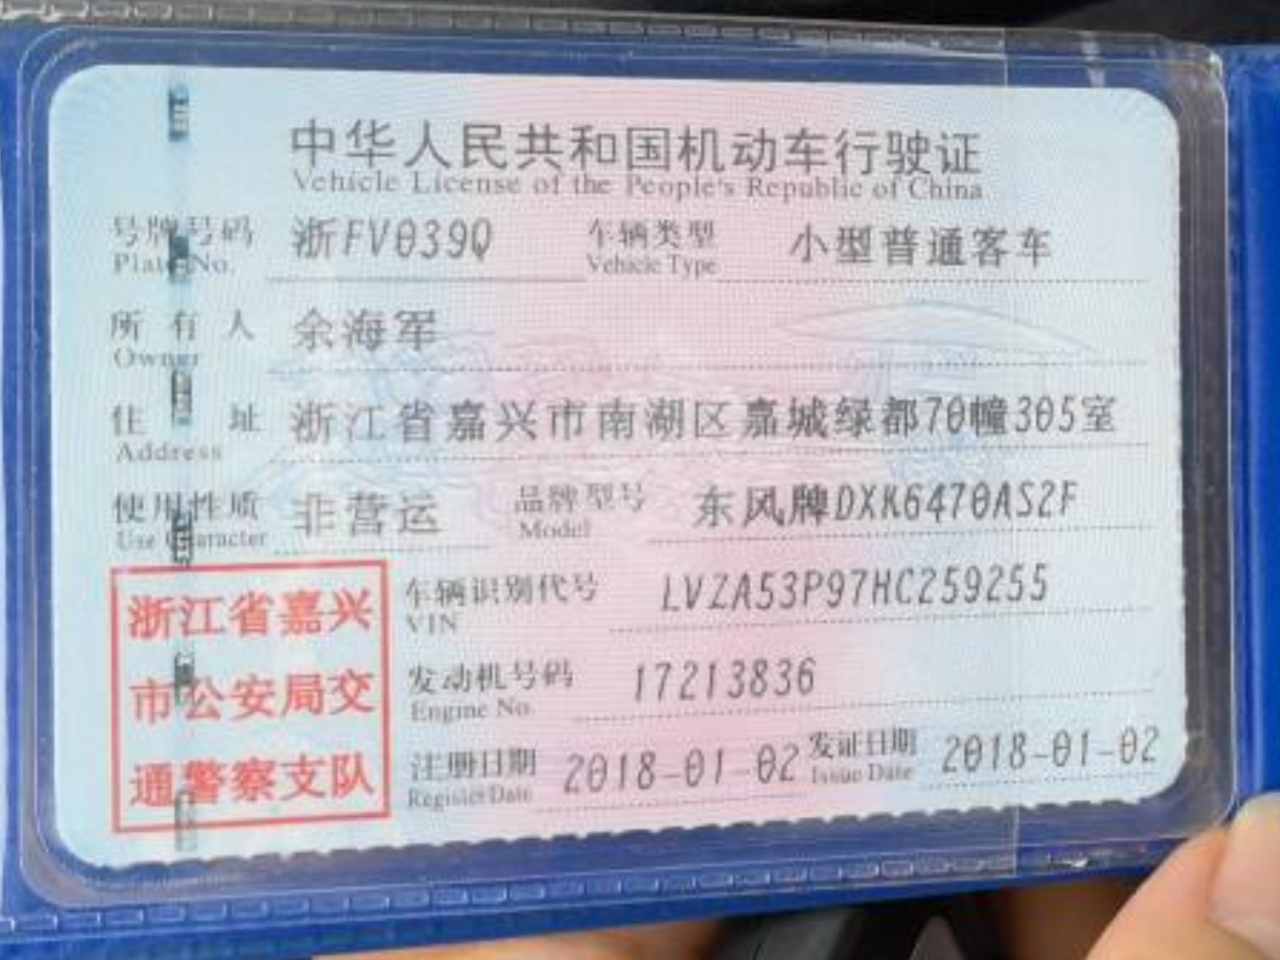 中华人民共和国机动车行驶证
Vehicle License of the People's Republic of China
号牌号码 浙FV039Q 车辆类型 小型普通客车
Plate No. Vehicle Type
所有人 余海军
Owner
住址 浙江省嘉兴市南湖区嘉城绿都70幢305室
Address
使用性质 非营运 品牌型号 东风牌DXK6470AS2F
Use Character Model
浙江省嘉兴
市公安局交
通警察支队
车辆识别代号 LVZA53P97HC259255
VIN
发动机号码 17213836
Engine No.
注册日期 2018-01-02 发证日期 2018-01-02
Register Date Issue Date